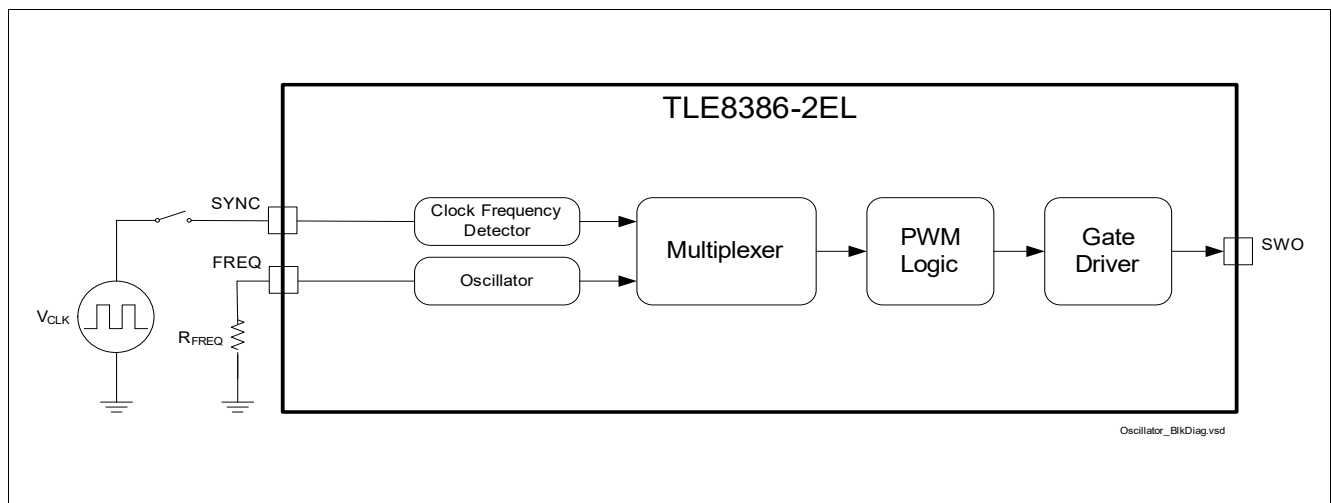 TLE8386-2EL
SYNC
Clock Frequency
Detector
Multiplexer
PWM
Logic
Gate
Driver
SWO
FREQ
Oscillator
VCLK
RFREQ
Oscillator_BlkDiag.vsd